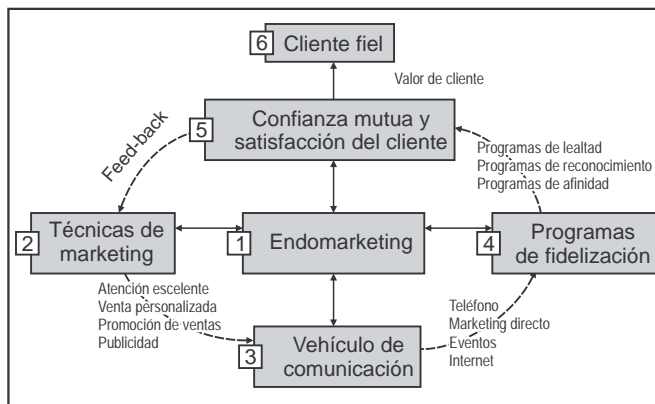 6
Cliente fiel
Valor de cliente
5
Confianza mutua y
satisfacción del cliente
Feed-back
Programas de lealtad
Programas de reconocimiento
Programas de afinidad
2
Técnicas de
marketing
1
Endomarketing
4
Programas
de fidelización
Atención escelente
Venta personalizada
Promoción de ventas
Publicidad
3
Vehículo de
comunicación
Teléfono
Marketing directo
Eventos
Internet